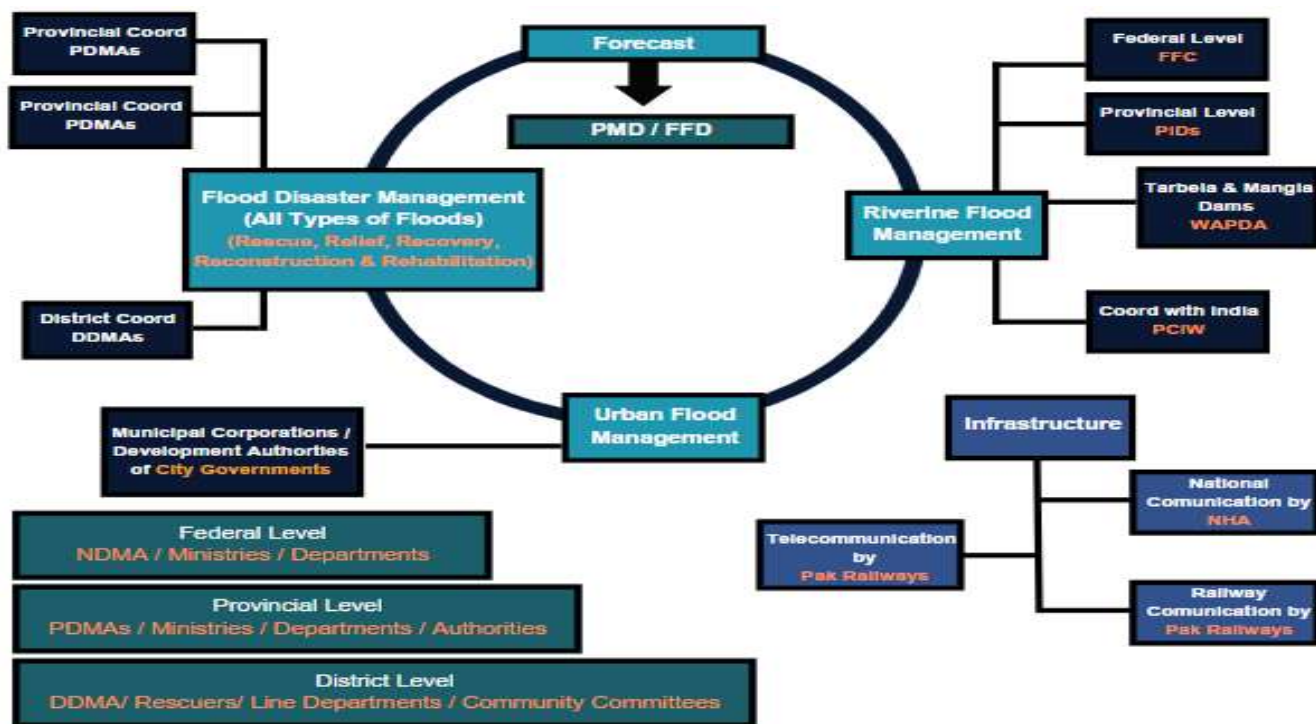 Provincial Coord
PDMAs
Provincial Coord
PDMAs
Forecast
PMD / FFD
Federal Level
FFC
Provincial Level
PIDs
Flood Disaster Management
(All Types of Floods)
(Rescue, Relief, Recovery,
Reconstruction & Rehabilitation)
Riverine Flood
Management
Tarbela & Mangla
Dams
WAPDA
District Coord
DDMAs
Coord with India
PCIW
Urban Flood
Management
Municipal Corporations /
Development Authorties
of City Governments
Infrastructure
National
Comunication by
NHA
Telecommunication
by
Pak Railways
Railway
Comunication by
Pak Railways
Federal Level
NDMA / Ministries / Departments
Provincial Level
PDMAs / Ministries / Departments / Authorities
District Level
DDMA/ Rescuers/ Line Departments / Community Committees